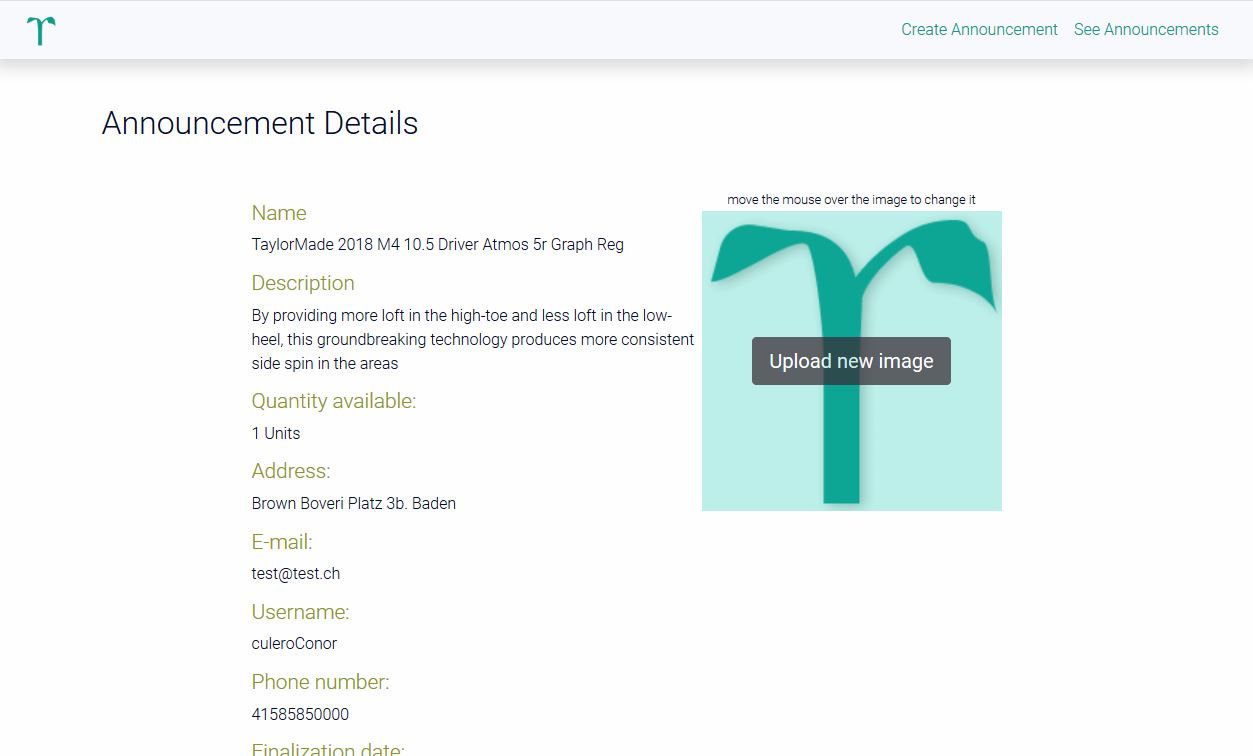 Create Announcement See Announcements
Announcement Details
Name
TaylorMade 2018 M4 10.5 Driver Atmos 5r Graph Reg
Description
By providing more loft in the high-toe and less loft in the low-
heel, this groundbreaking technology produces more consistent
side spin in the areas
Quantity available:
1 Units
Address:
Brown Boveri Platz 3b. Baden
E-mail:
test@test.ch
Username:
culeroConor
Phone number:
41585850000
Finalization date:
move the mouse over the image to change it
Upload new image